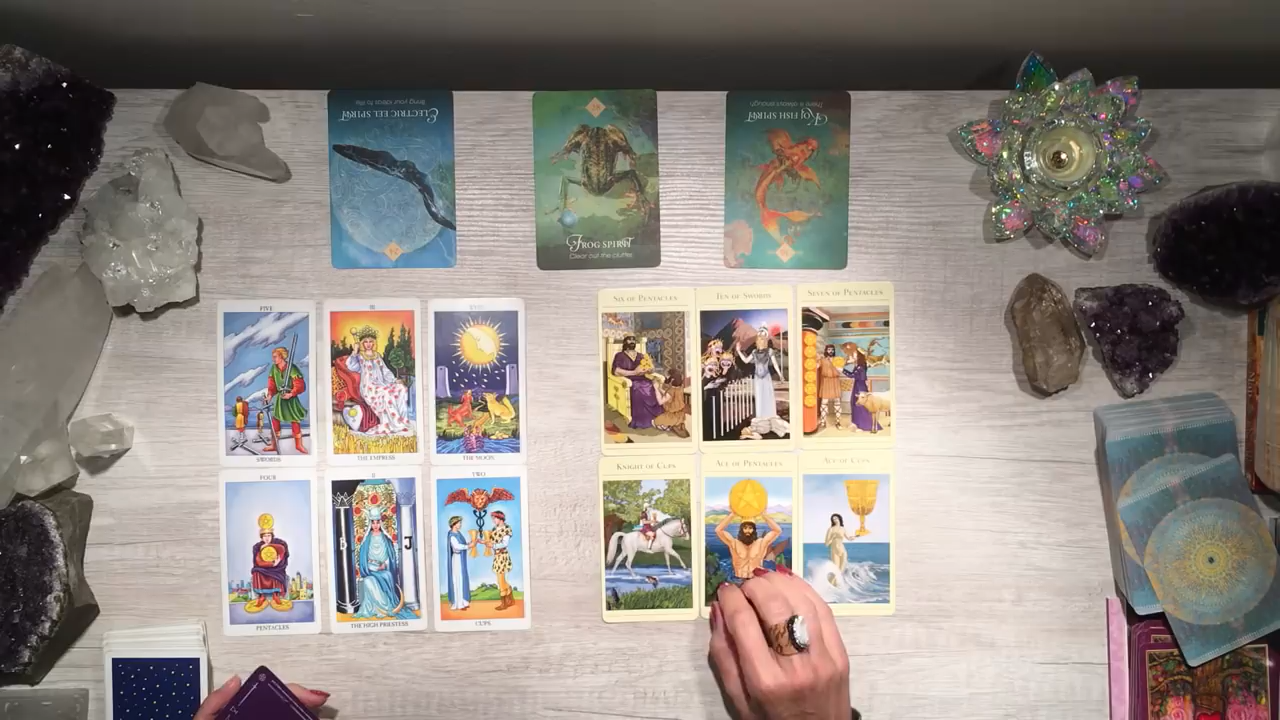 Bring your ideas to life
ELECTRIC EEL SPIRIT
FROG SPIRIT
Clear out the clutter
There is always enough
KOI FISH SPIRIT
FIVE
SWORDS
III
THE EMPRESS
THE MOON
SIX OF PENTACLES
TEN OF SWORDS
SEVEN OF PENTACLES
FOUR
PENTACLES
II
B
J
THE HIGH PRIESTESS
TWO
CUPS
KNIGHT OF CUPS
ACE OF PENTACLES
ACE OF CUPS